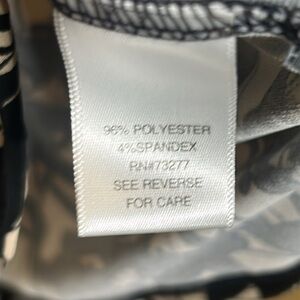 96% POLYESTER
4%SPANDEX
RN#73277
SEE REVERSE
FOR CARE